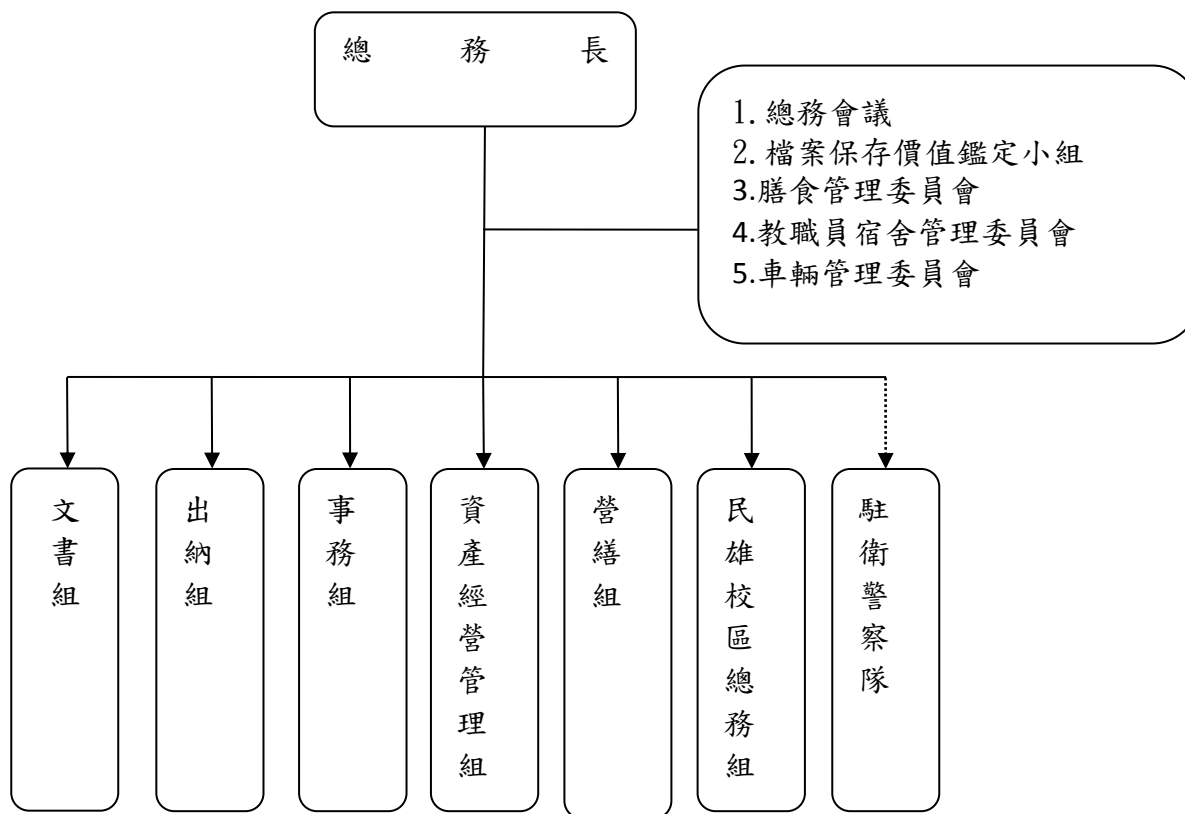 總務長
1.總務會議
2.檔案保存價值鑑定小組
3.膳食管理委員會
4.教職員宿舍管理委員會
5.車輛管理委員會
文書組
出納組
事務組
資產經營管理組
營繕組
民雄校區總務組
駐衛警察隊